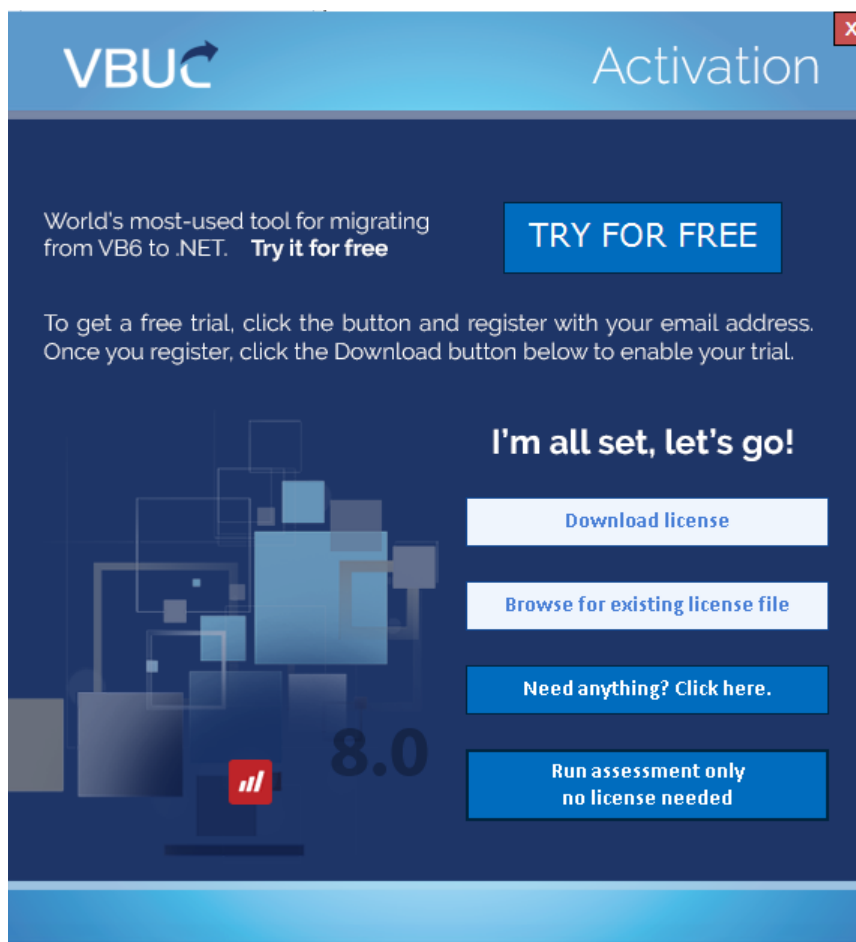 VBUC
Activation
X
World's most-used tool for migrating
from VB6 to .NET. Try it for free
TRY FOR FREE
To get a free trial, click the button and register with your email address.
Once you register, click the Download button below to enable your trial.
I'm all set, let's go!
Download license
Browse for existing license file
Need anything? Click here.
8.0
Run assessment only
no license needed